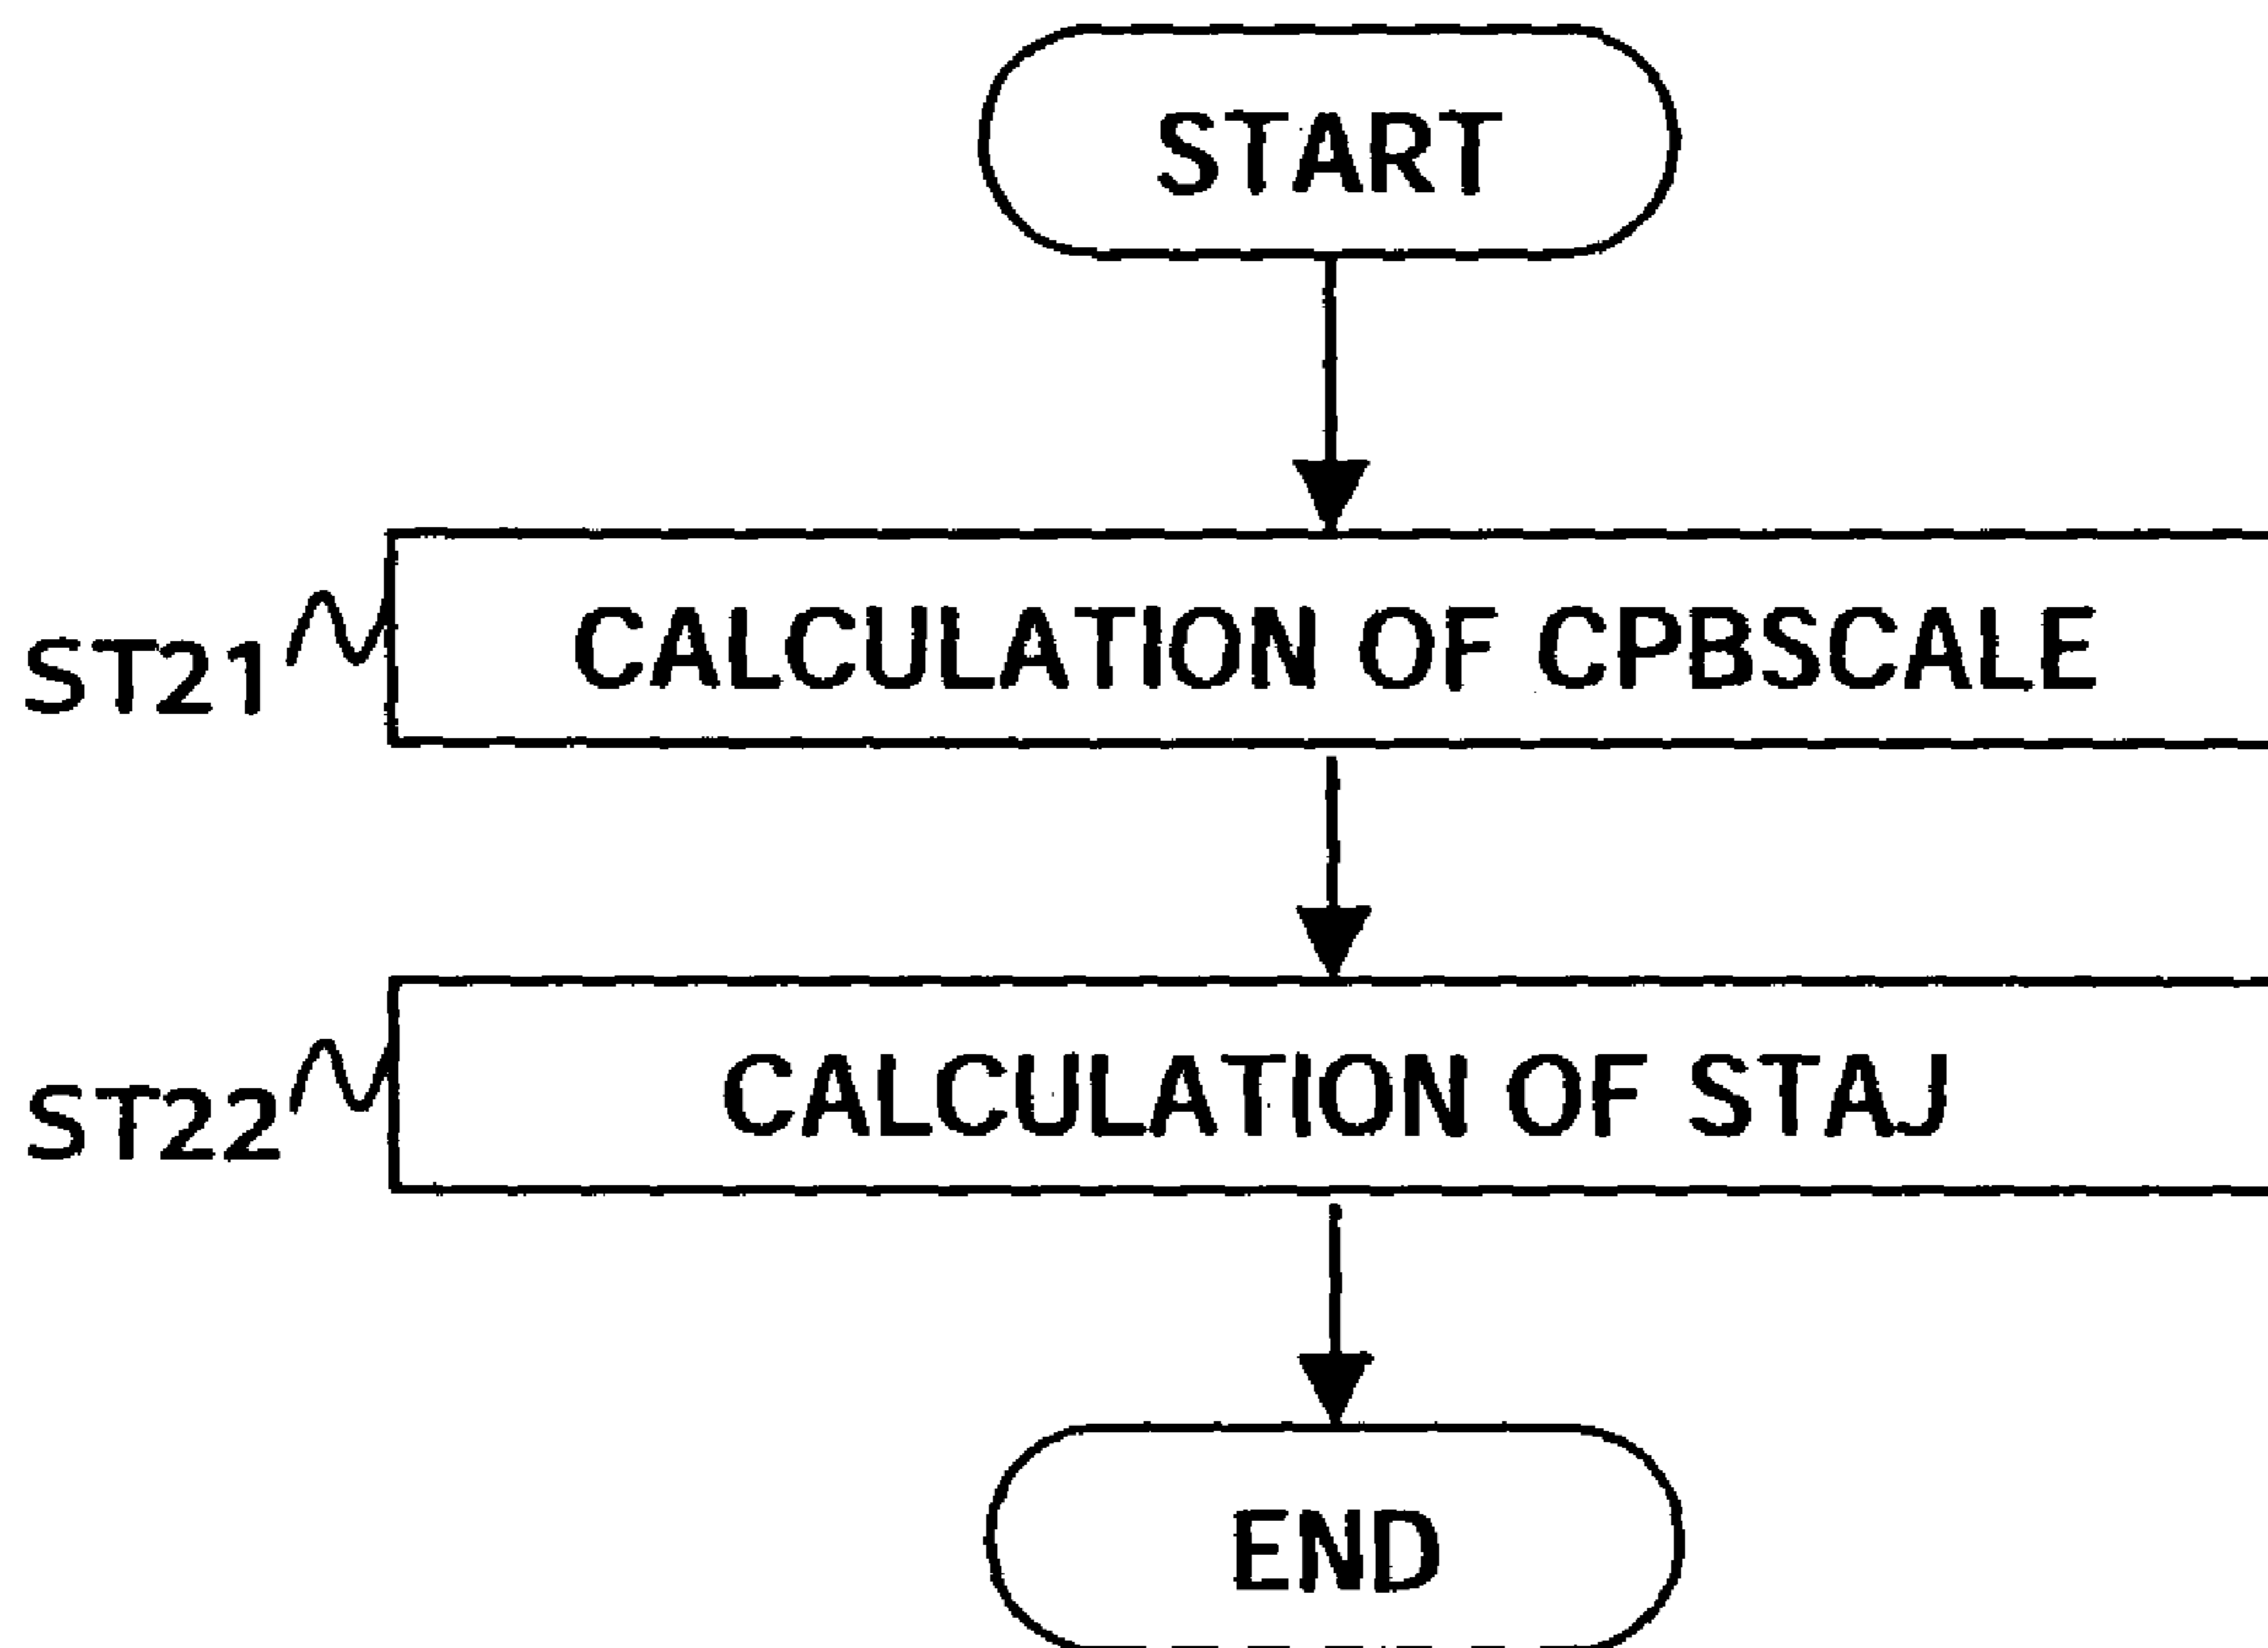 START
ST21
CALCULATION OF CPBSCALE
ST22
CALCULATION OF STAJ
END